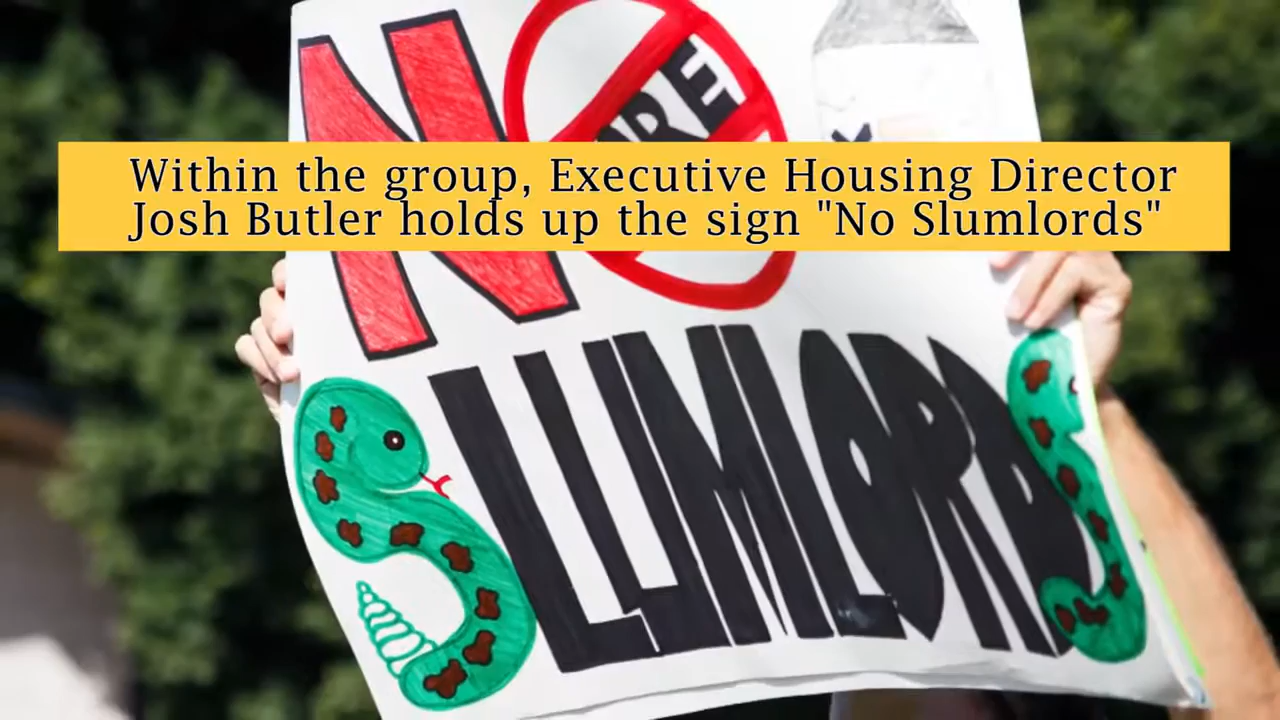 NO
Within the group, Executive Housing Director
Josh Butler holds up the sign "No Slumlords"
SLUMLORDS